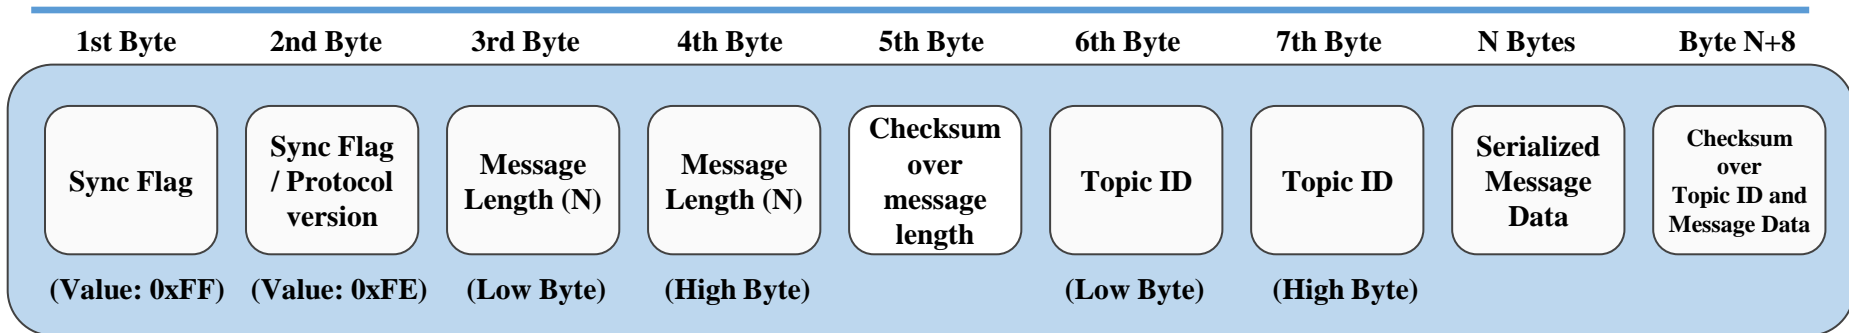 1st Byte 2nd Byte 3rd Byte 4th Byte 5th Byte 6th Byte 7th Byte N Bytes Byte N+8
Sync Flag
Sync Flag
/ Protocol
version
Message
Length (N)
Message
Length (N)
Checksum
over
message
length
Topic ID
Topic ID
Serialized
Message
Data
Checksum
over
Topic ID and
Message Data
(Value: 0xFF) (Value: 0xFE) (Low Byte) (High Byte) (Low Byte) (High Byte)